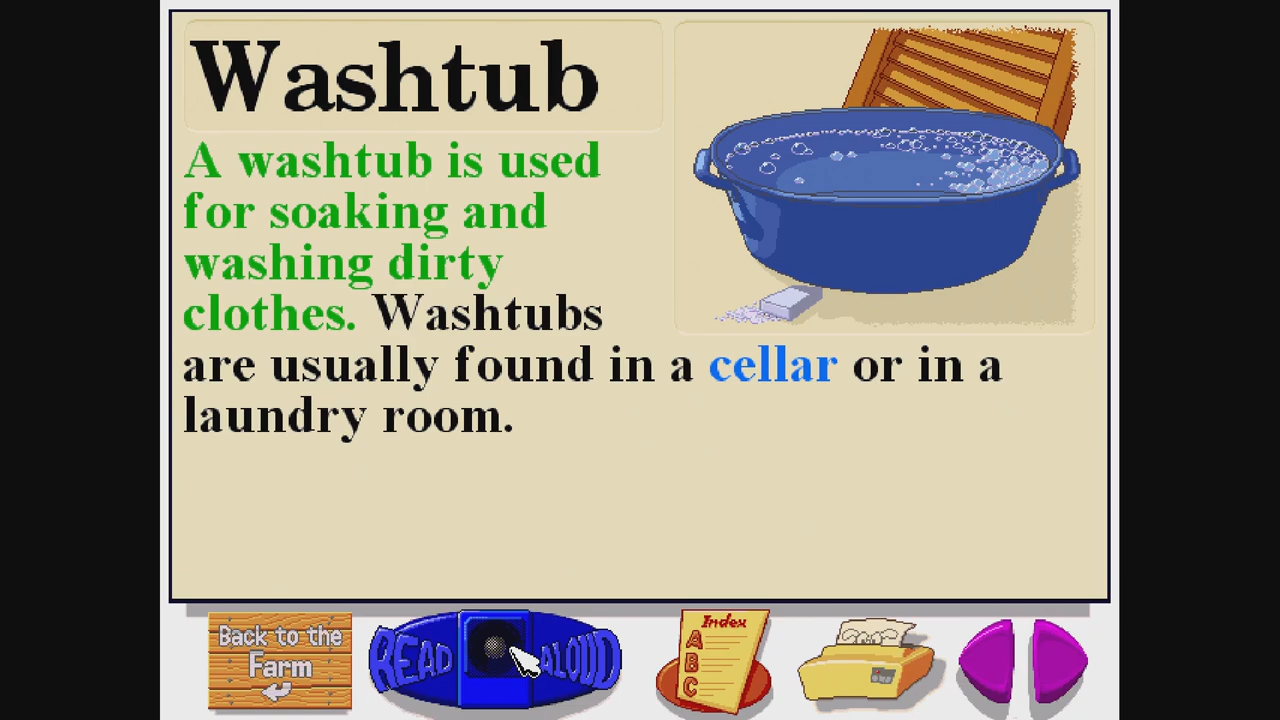 Washtub
A washtub is used
for soaking and
washing dirty
clothes. Washtubs
are usually found in a cellar or in a
laundry room.
Back to the
Farm
READ ALOUD
Index
A
B
C